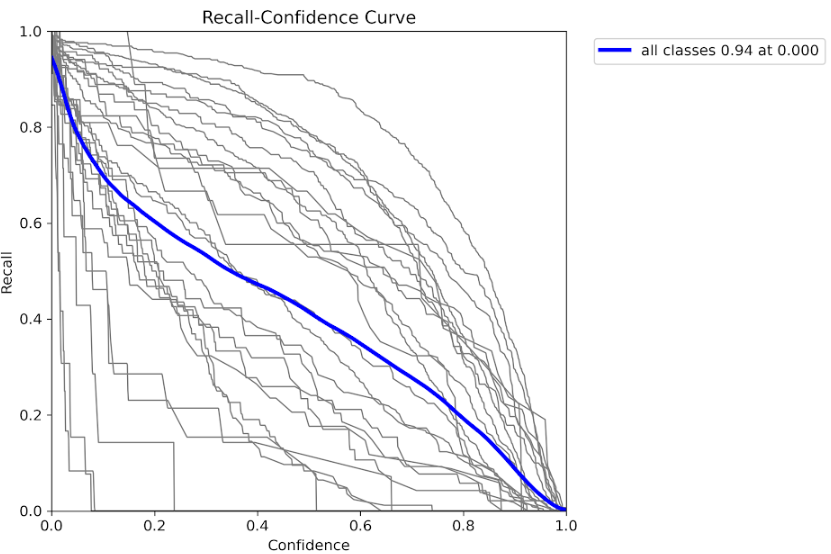 Recall-Confidence Curve
all classes 0.94 at 0.000
Recall
1.0
0.8
0.6
0.4
0.2
0.0
0.0 0.2 0.4 0.6 0.8 1.0
Confidence